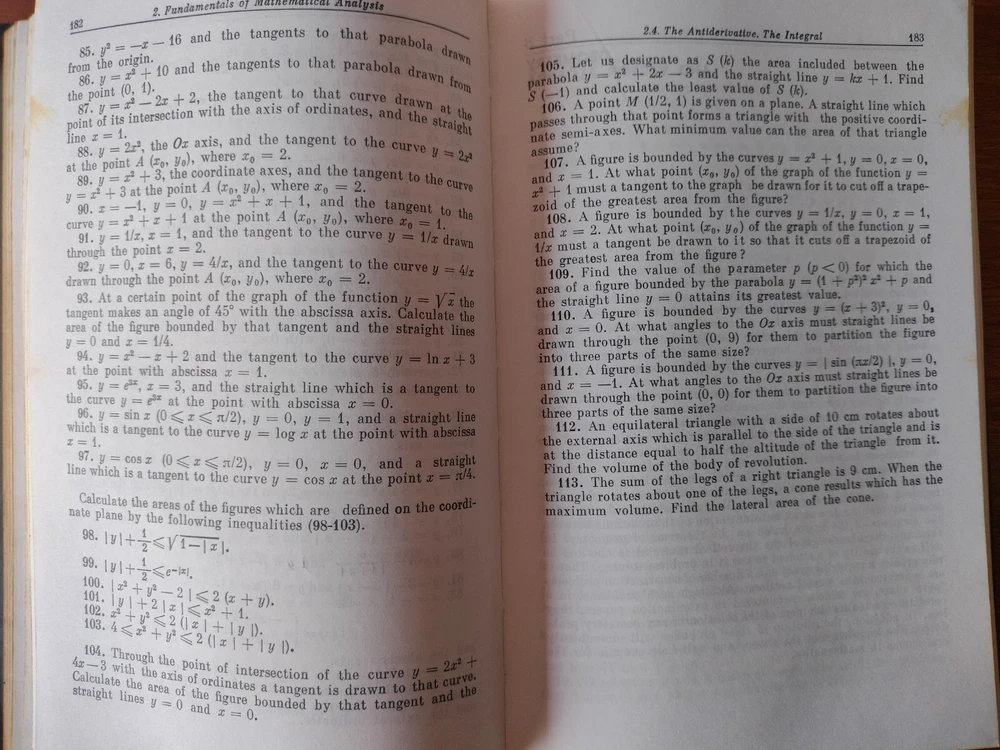 182
2. Fundamentals of Mathematical Analysis
85. y² = −x − 16 and the tangents to that parabola drawn
from the origin.
86. y = x² + 10 and the tangents to that parabola drawn from
the point (0, 1).
87. y = x² − 2x + 2, the tangent to that curve drawn at the
point of its intersection with the axis of ordinates, and the straight
line x = 1.
88. y = 2x², the Ox axis, and the tangent to the curve y = 2x²
at the point A (x₀, y₀), where x₀ = 2.
89. y = x² + 3, the coordinate axes, and the tangent to the curve
y = x² + 3 at the point A (x₀, y₀), where x₀ = 2.
90. x = −1, y = 0, y = x² + x + 1, and the tangent to the
curve y = x² + x + 1 at the point A (x₀, y₀), where x₀ = 1.
91. y = 1/x, x = 1, and the tangent to the curve y = 1/x drawn
through the point x = 2.
92. y = 0, x = 6, y = 4/x, and the tangent to the curve y = 4/x
drawn through the point A (x₀, y₀), where x₀ = 2.
93. At a certain point of the graph of the function y = √x the
tangent makes an angle of 45° with the abscissa axis. Calculate the
area of the figure bounded by that tangent and the straight lines
y = 0 and x = 1/4.
94. y = x² − x + 2 and the tangent to the curve y = ln x + 3
at the point with abscissa x = 1.
95. y = e³ˣ, x = 3, and the straight line which is a tangent to
the curve y = e³ˣ at the point with abscissa x = 0.
96. y = sin x (0 ⩽ x ⩽ π/2), y = 0, y = 1, and a straight line
which is a tangent to the curve y = log x at the point with abscissa
x = 1.
97. y = cos x (0 ⩽ x ⩽ π/2), y = 0, x = 0, and a straight
line which is a tangent to the curve y = cos x at the point x = π/4.
Calculate the areas of the figures which are defined on the coordi-
nate plane by the following inequalities (98-103).
98. |y| + 1/2 ⩽ √(1 − |x|).
99. |y| + 1/2 ⩽ e^(−|x|).
100. |x² + y² − 2| ⩽ 2 (x + y).
101. |y| + 2 |x| ⩽ x² + 1.
102. x² + y² ⩽ 2 (|x| + |y|).
103. 4 ⩽ x² + y² ⩽ 2 (|x| + |y|).
104. Through the point of intersection of the curve y = 2x² +
4x − 3 with the axis of ordinates a tangent is drawn to that curve.
Calculate the area of the figure bounded by that tangent and the
straight lines y = 0 and x = 0.
2.4. The Antiderivative. The Integral
183
105. Let us designate as S (k) the area included between the
parabola y = x² + 2x − 3 and the straight line y = kx + 1. Find
S (−1) and calculate the least value of S (k).
106. A point M (1/2, 1) is given on a plane. A straight line which
passes through that point forms a triangle with the positive coordi-
nate semi-axes. What minimum value can the area of that triangle
assume?
107. A figure is bounded by the curves y = x² + 1, y = 0, x = 0,
and x = 1. At what point (x₀, y₀) of the graph of the function y =
x² + 1 must a tangent to the graph be drawn for it to cut off a trape-
zoid of the greatest area from the figure?
108. A figure is bounded by the curves y = 1/x, y = 0, x = 1,
and x = 2. At what point (x₀, y₀) of the graph of the function y =
1/x must a tangent be drawn to it so that it cuts off a trapezoid of
the greatest area from the figure?
109. Find the value of the parameter p (p < 0) for which the
area of a figure bounded by the parabola y = (1 + p²)² x² + p and
the straight line y = 0 attains its greatest value.
110. A figure is bounded by the curves y = (x + 3)², y = 0,
and x = 0. At what angles to the Ox axis must straight lines be
drawn through the point (0, 9) for them to partition the figure
into three parts of the same size?
111. A figure is bounded by the curves y = | sin (πx/2) |, y = 0,
and x = −1. At what angles to the Ox axis must straight lines be
drawn through the point (0, 0) for them to partition the figure into
three parts of the same size?
112. An equilateral triangle with a side of 10 cm rotates about
the external axis which is parallel to the side of the triangle and is
at the distance equal to half the altitude of the triangle from it.
Find the volume of the body of revolution.
113. The sum of the legs of a right triangle is 9 cm. When the
triangle rotates about one of the legs, a cone results which has the
maximum volume. Find the lateral area of the cone.